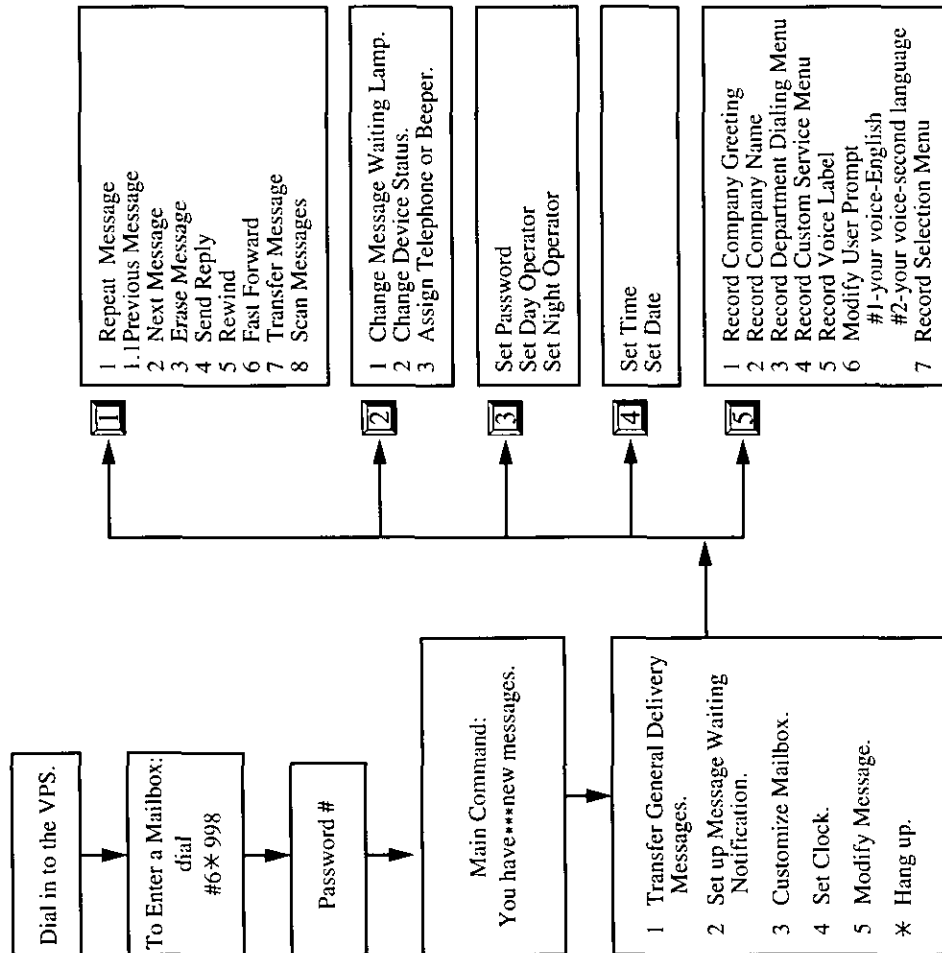 Dial in to the VPS.
To Enter a Mailbox:
dial
#6✳998
Password #
Main Command:
You have***new messages.
1 Transfer General Delivery
Messages.
2 Set up Message Waiting
Notification.
3 Customize Mailbox.
4 Set Clock.
5 Modify Message.
✳ Hang up.
1
1 Repeat Message
1.1Previous Message
2 Next Message
3 Erase Message
4 Send Reply
5 Rewind
6 Fast Forward
7 Transfer Message
8 Scan Messages
2
1 Change Message Waiting Lamp.
2 Change Device Status.
3 Assign Telephone or Beeper.
3
Set Password
Set Day Operator
Set Night Operator
4
Set Time
Set Date
5
1 Record Company Greeting
2 Record Company Name
3 Record Department Dialing Menu
4 Record Custom Service Menu
5 Record Voice Label
6 Modify User Prompt
#1-your voice-English
#2-your voice-second language
7 Record Selection Menu